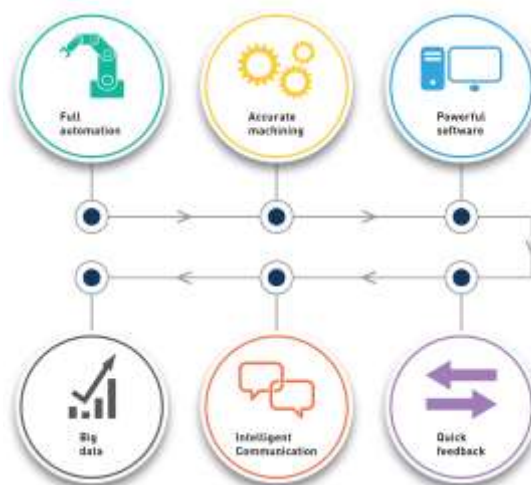 Full
automation
Accurate
machining
Powerful
software
Big
data
Intelligent
Communication
Quick
feedback